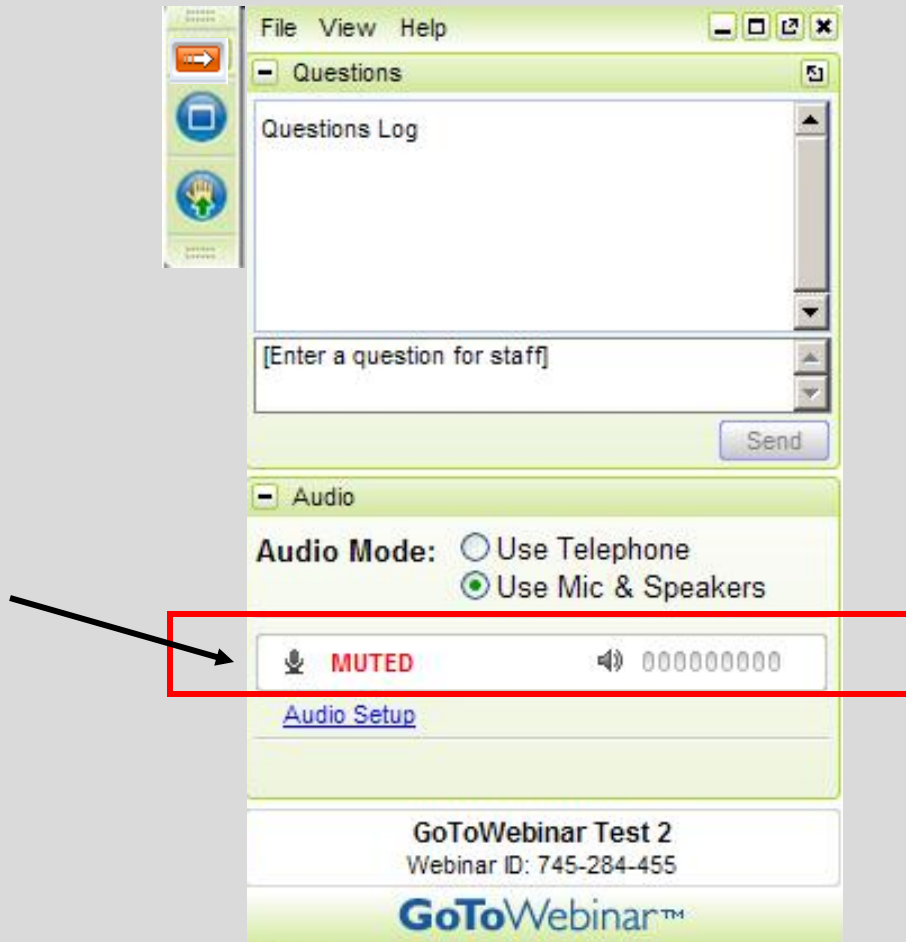 File View Help
Questions
Questions Log
[Enter a question for staff]
Send
Audio
Audio Mode: Use Telephone
Use Mic & Speakers
MUTED 000000000
Audio Setup
GoToWebinar Test 2
Webinar ID: 745-284-455
GoToWebinar™